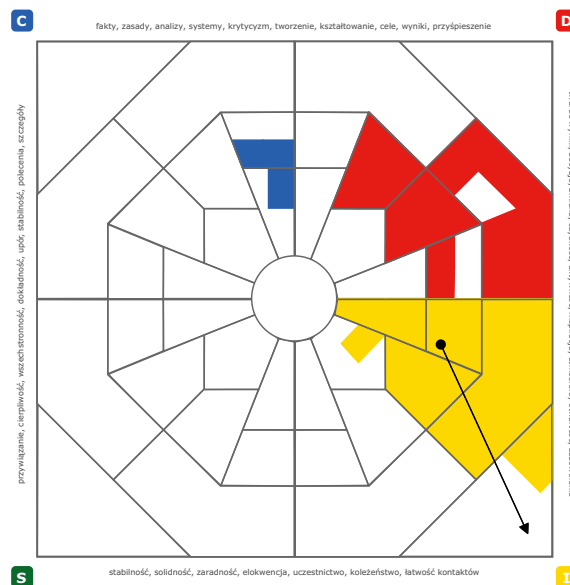 C
D
fakty, zasady, analizy, systemy, krytycyzm, tworzenie, kształtowanie, cele, wyniki, przyśpieszenie
przywiązanie, cierpliwość, wszechstronność, dokładność, upór, stabilność, polecenia, szczegóły
S
stabilność, solidność, zaradność, elokwencja, uczestnictwo, koleżeństwo, łatwość kontaktów
I